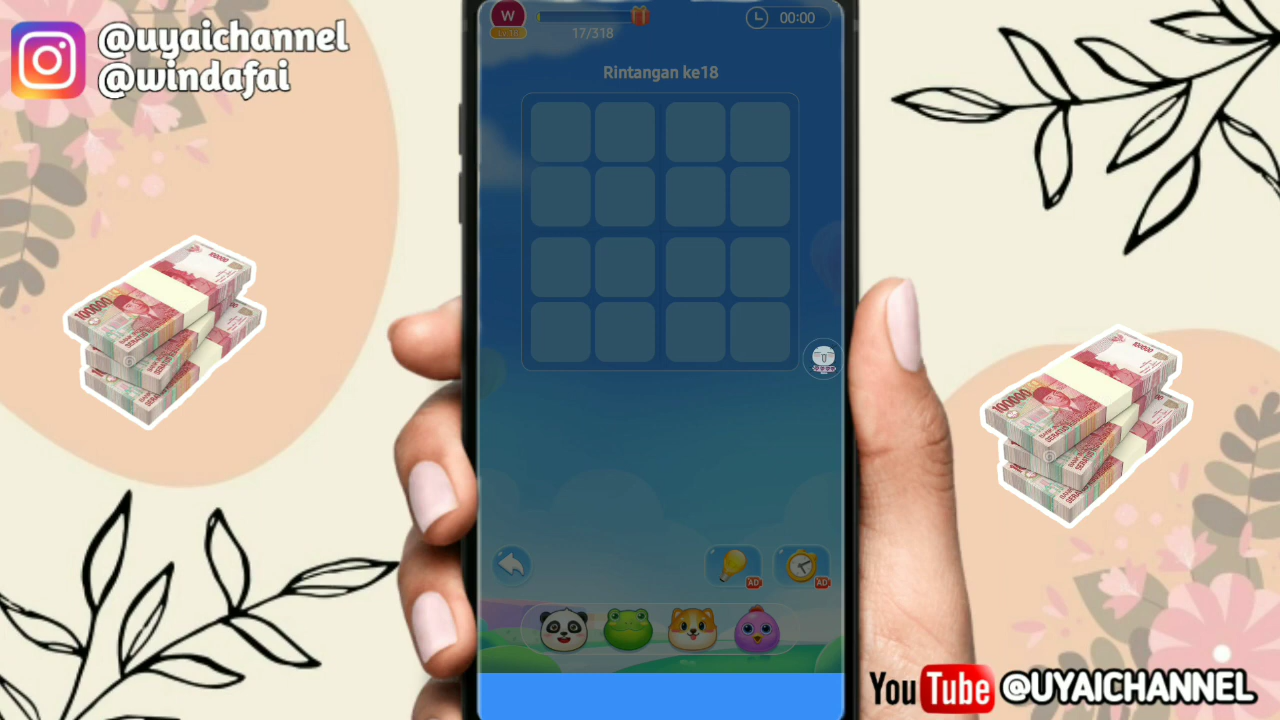 @uyaichannel
@windafai
W
17/318
00:00
Rintangan ke18
100000
100000
AD
AD
YouTube @UYAICHANNEL